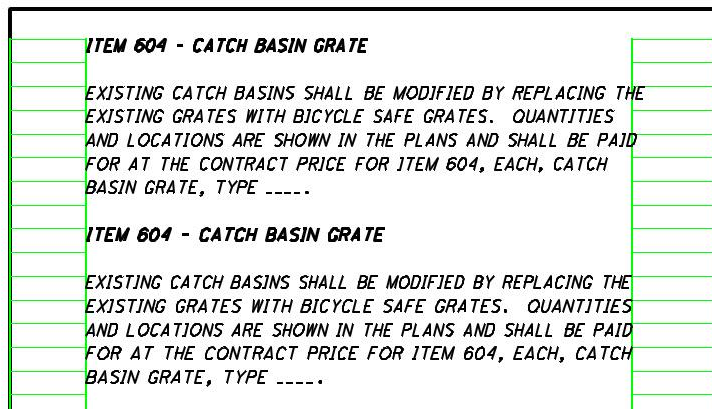 ITEM 604 - CATCH BASIN GRATE
EXISTING CATCH BASINS SHALL BE MODIFIED BY REPLACING THE
EXISTING GRATES WITH BICYCLE SAFE GRATES. QUANTITIES
AND LOCATIONS ARE SHOWN IN THE PLANS AND SHALL BE PAID
FOR AT THE CONTRACT PRICE FOR ITEM 604, EACH, CATCH
BASIN GRATE, TYPE ____.
ITEM 604 - CATCH BASIN GRATE
EXISTING CATCH BASINS SHALL BE MODIFIED BY REPLACING THE
EXISTING GRATES WITH BICYCLE SAFE GRATES. QUANTITIES
AND LOCATIONS ARE SHOWN IN THE PLANS AND SHALL BE PAID
FOR AT THE CONTRACT PRICE FOR ITEM 604, EACH, CATCH
BASIN GRATE, TYPE ____.